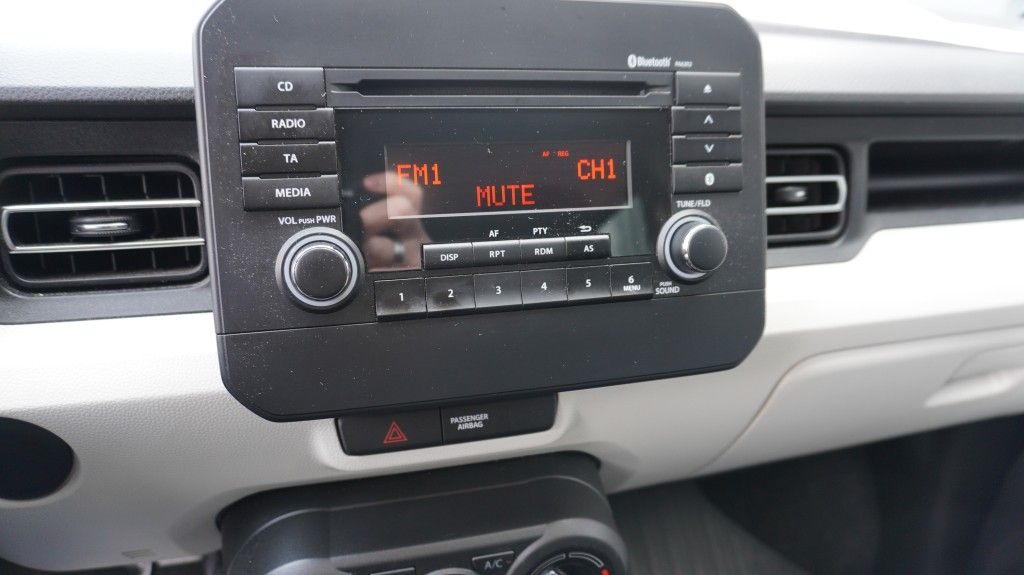 Bluetooth
CD
RADIO
TA
MEDIA
AF REG
FM1 CH1
MUTE
VOL PUSH PWR
TUNE/FLD
AF PTY
DISP RPT RDM AS
1 2 3 4 5 6
MENU
PUSH
SOUND
PASSENGER
AIRBAG
A/C